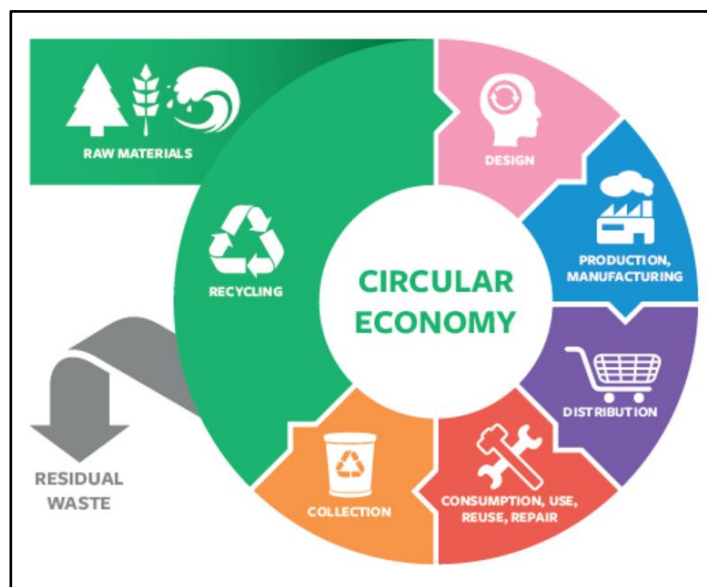 RAW MATERIALS
DESIGN
PRODUCTION,
MANUFACTURING
RECYCLING
CIRCULAR
ECONOMY
DISTRIBUTION
RESIDUAL
WASTE
COLLECTION
CONSUMPTION, USE,
REUSE, REPAIR